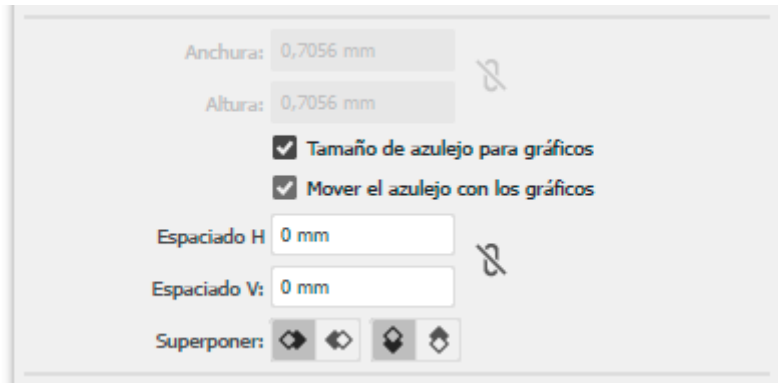 Anchura: 0,7056 mm
Altura: 0,7056 mm
Tamaño de azulejo para gráficos
Mover el azulejo con los gráficos
Espaciado H 0 mm
Espaciado V: 0 mm
Superponer: